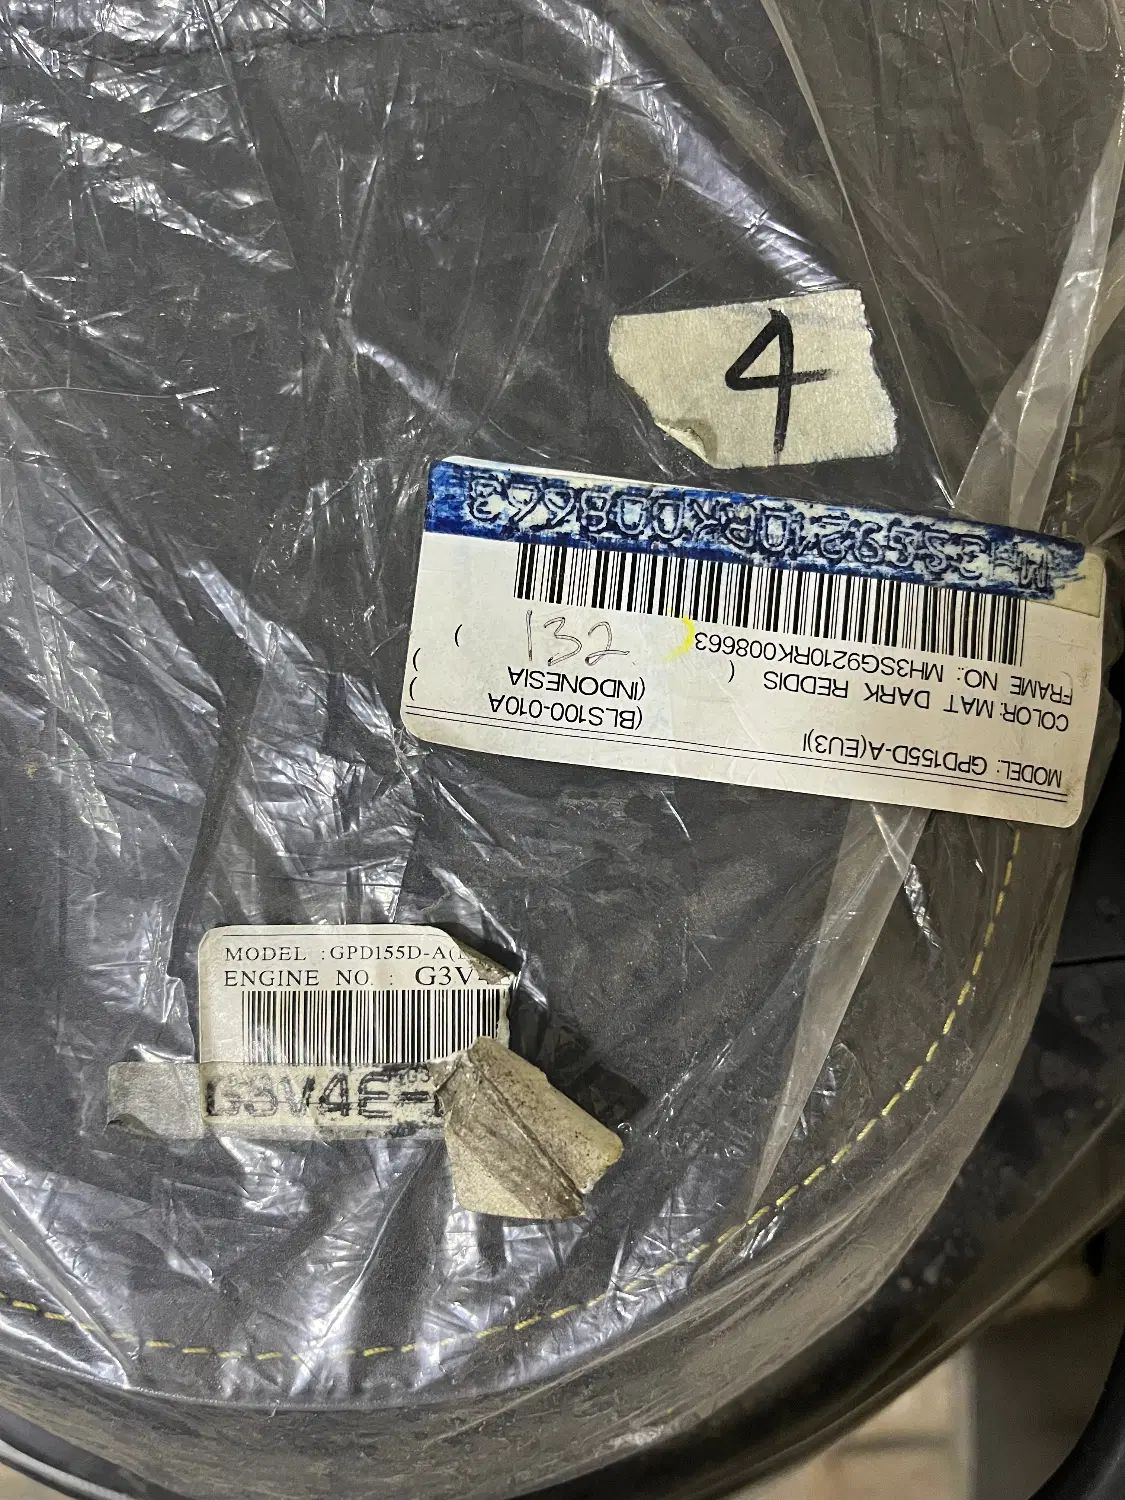 4
MODEL: GPD155D-A(EU3)I (BLS100-010A )
COLOR: MAT DARK REDDIS (INDONESIA )
FRAME NO.: MH3SG9210RK008663 ( ) (
132
MH3SG9210RK008663
MODEL :GPD155D-A(
ENGINE NO. : G3V4
G3V4E-